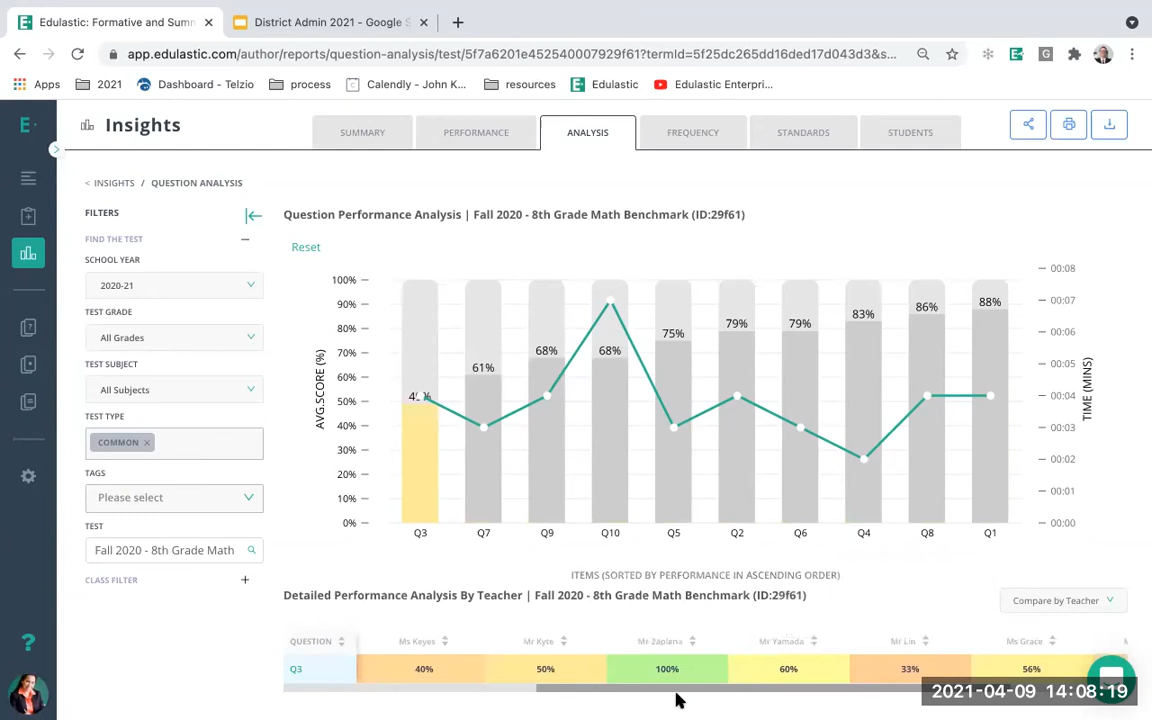 Edulastic: Formative and Summ
District Admin 2021 - Google S
app.edulastic.com/author/reports/question-analysis/test/5f7a6201e452540007929f61?termId=5f25dc265dd16ded17d043d3&s...
Apps
2021
Dashboard - Telzio
process
Calendly - John K...
resources
Edulastic
Edulastic Enterpri...
Insights
SUMMARY
PERFORMANCE
ANALYSIS
FREQUENCY
STANDARDS
STUDENTS
< INSIGHTS / QUESTION ANALYSIS
FILTERS
FIND THE TEST
SCHOOL YEAR
2020-21
TEST GRADE
All Grades
TEST SUBJECT
All Subjects
TEST TYPE
COMMON
TAGS
Please select
TEST
Fall 2020 - 8th Grade Math
CLASS FILTER
Question Performance Analysis | Fall 2020 - 8th Grade Math Benchmark (ID:29f61)
Reset
AVG.SCORE (%)
100%
90%
80%
70%
60%
50%
40%
30%
20%
10%
0%
61%
68%
68%
75%
79%
79%
83%
86%
88%
Q3 Q7 Q9 Q10 Q5 Q2 Q6 Q4 Q8 Q1
00:08
00:07
00:06
00:05
00:04
00:03
00:02
00:01
00:00
TIME (MINS)
ITEMS (SORTED BY PERFORMANCE IN ASCENDING ORDER)
Detailed Performance Analysis By Teacher | Fall 2020 - 8th Grade Math Benchmark (ID:29f61)
Compare by Teacher
QUESTION Ms Keyes Mr Kyte Mr Zaplana Mr Yamada Mr Lin Ms Grace
Q3 40% 50% 100% 60% 33% 56%
2021-04-09 14:08:19